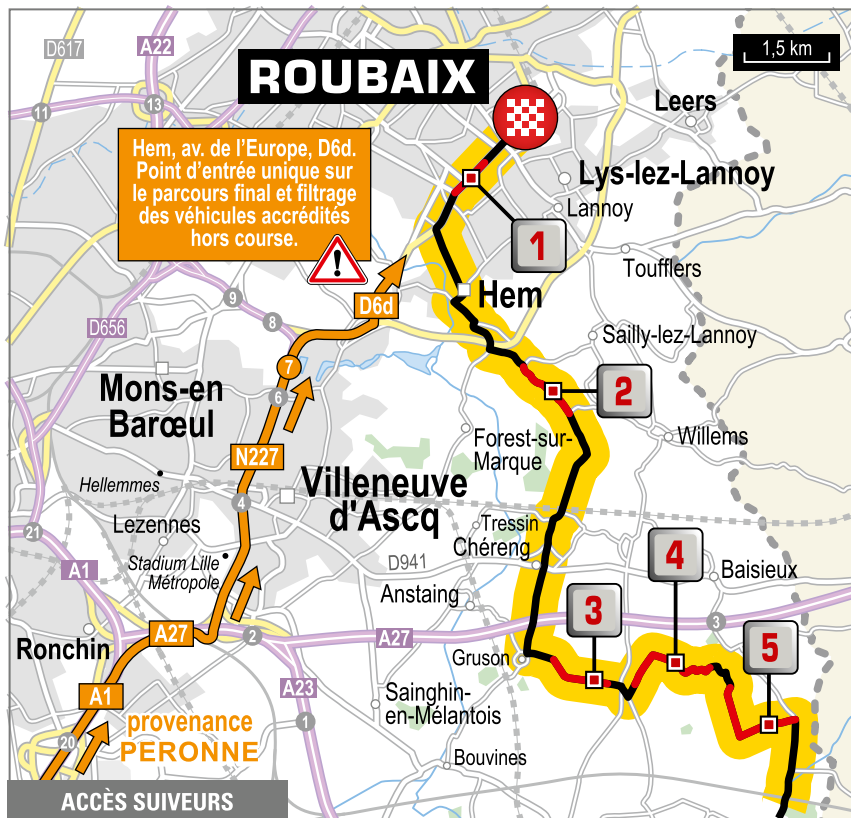 D617
A22
ROUBAIX
1,5 km
11
13
Leers
Hem, av. de l'Europe, D6d.
Point d'entrée unique sur
le parcours final et filtrage
des véhicules accrédités
hors course.
!
Lys-lez-Lannoy
Lannoy
1
Toufflers
D6d
Hem
9
8
D656
Sailly-lez-Lannoy
7
6
2
Mons-en
Barœul
Willems
Forest-sur-
Marque
N227
Hellemmes
Villeneuve
d'Ascq
4
Lezennes
21
Tressin
Chéreng
Stadium Lille
Métropole
D941
A1
4
Baisieux
Anstaing
3
3
A27
2
A27
Ronchin
5
Gruson
A1
A23
Sainghin-
en-Mélantois
1
provenance
PERONNE
20
Bouvines
ACCÈS SUIVEURS